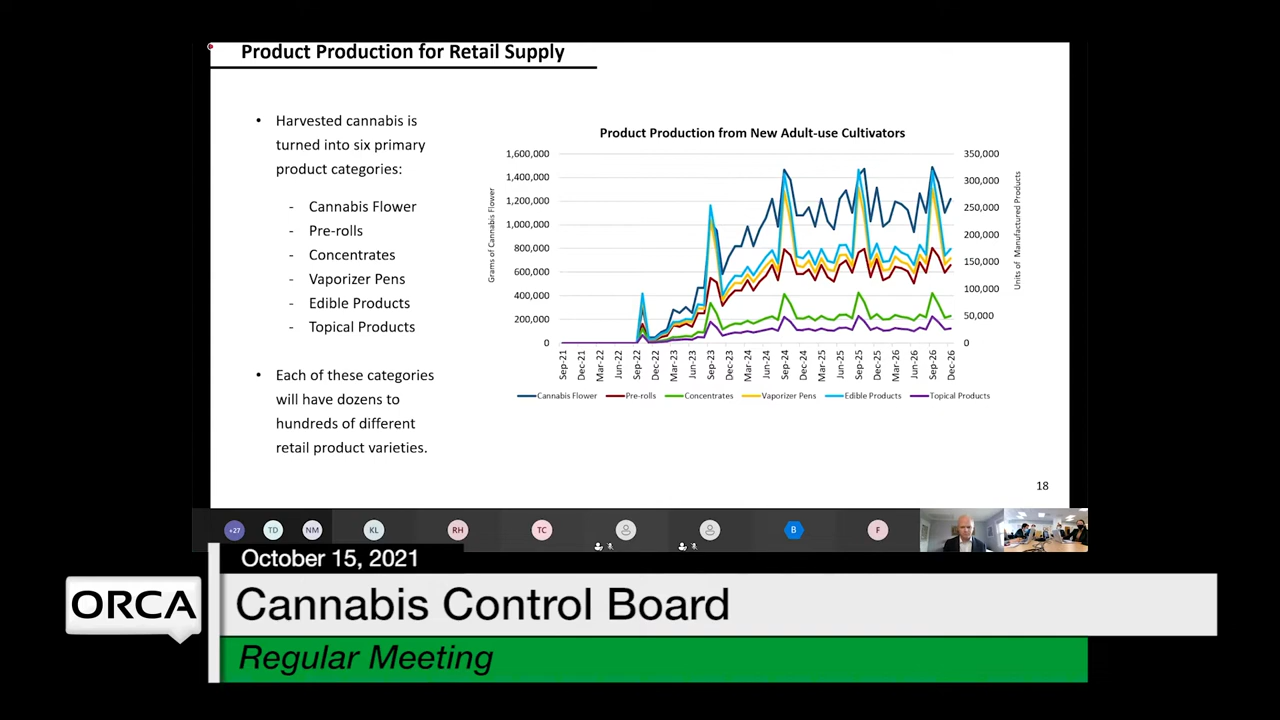 Product Production for Retail Supply
• Harvested cannabis is
turned into six primary
product categories:
- Cannabis Flower
- Pre-rolls
- Concentrates
- Vaporizer Pens
- Edible Products
- Topical Products
• Each of these categories
will have dozens to
hundreds of different
retail product varieties.
Product Production from New Adult-use Cultivators
Grams of Cannabis Flower
1,600,000
1,400,000
1,200,000
1,000,000
800,000
600,000
400,000
200,000
0
350,000
300,000
250,000
200,000
150,000
100,000
50,000
0
Units of Manufactured Products
Sep-21
Dec-21
Mar-22
Jun-22
Sep-22
Dec-22
Mar-23
Jun-23
Sep-23
Dec-23
Mar-24
Jun-24
Sep-24
Dec-24
Mar-25
Jun-25
Sep-25
Dec-25
Mar-26
Jun-26
Sep-26
Dec-26
Cannabis Flower Pre-rolls Concentrates Vaporizer Pens Edible Products Topical Products
18
+27 TD NM KL RH TC B F
October 15, 2021
ORCA
Cannabis Control Board
Regular Meeting